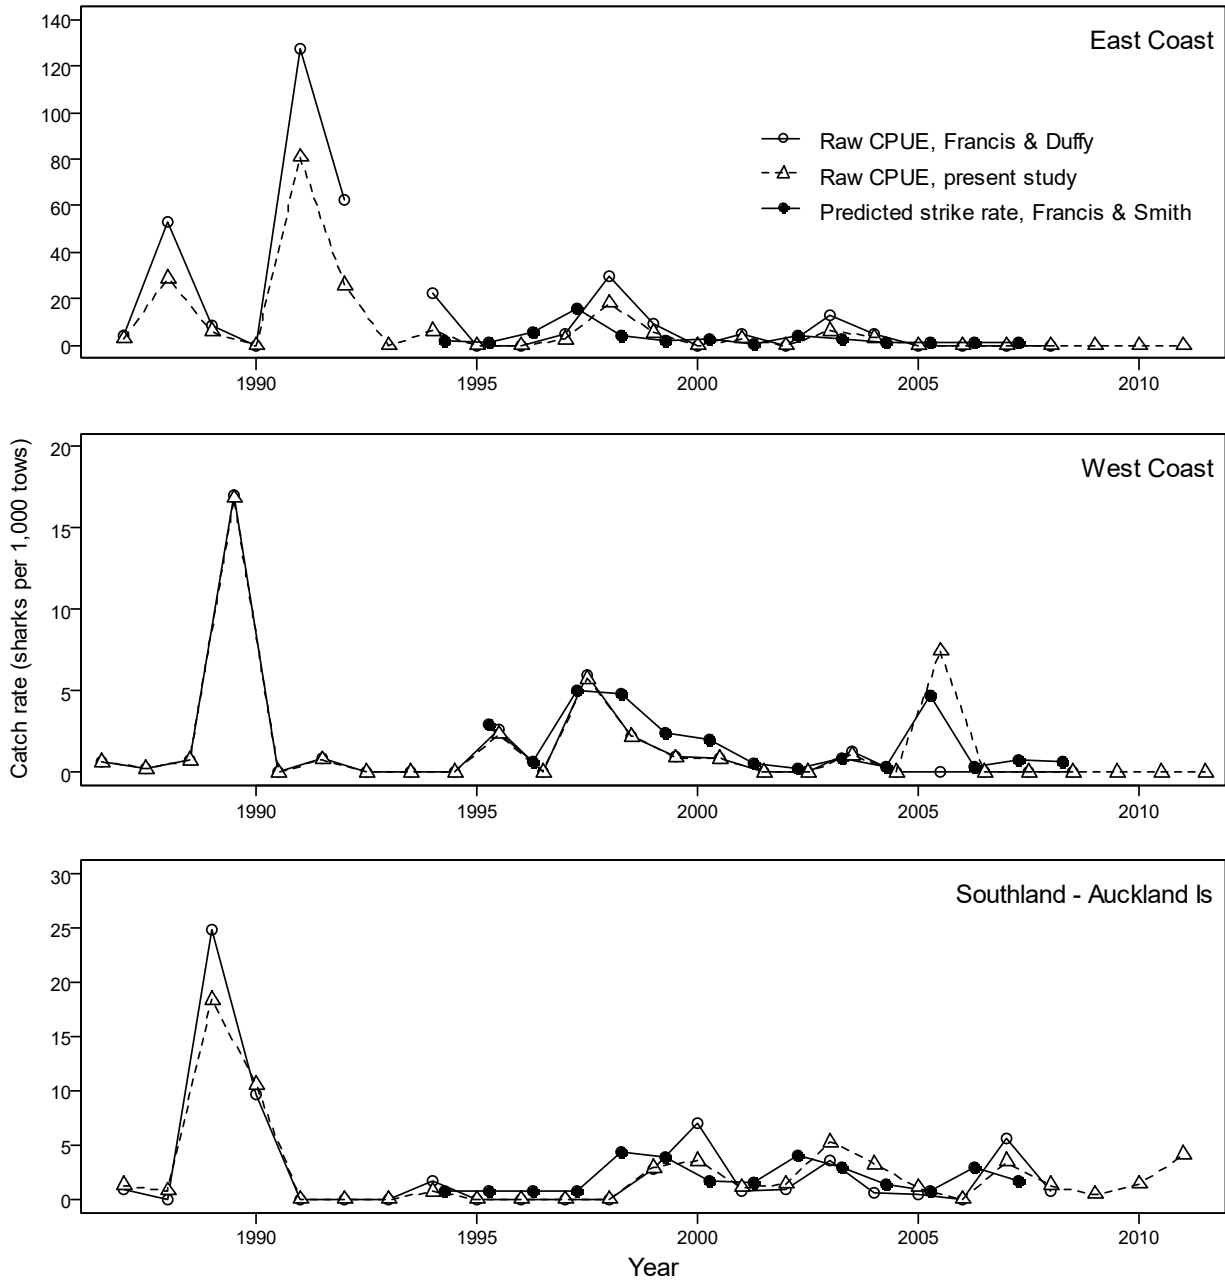 East Coast
140
120
100
80
60
40
20
0
Raw CPUE, Francis & Duffy
Raw CPUE, present study
Predicted strike rate, Francis & Smith
1990 1995 2000 2005 2010
West Coast
20
15
10
5
0
1990 1995 2000 2005 2010
Catch rate (sharks per 1,000 tows)
Southland - Auckland Is
30
25
20
15
10
5
0
1990 1995 2000 2005 2010
Year